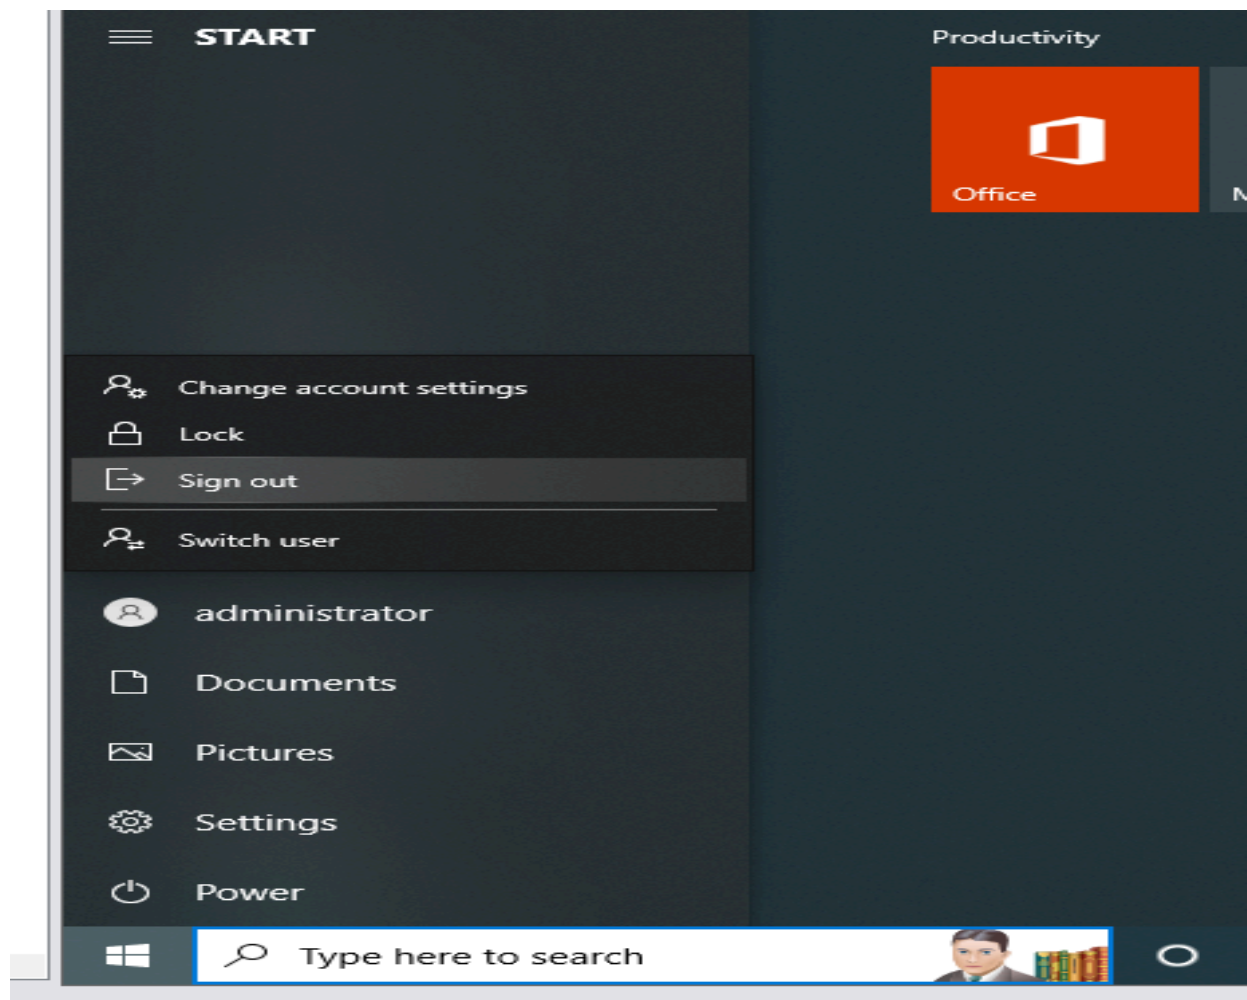 START
Productivity
Office
M
Change account settings
Lock
Sign out
Switch user
administrator
Documents
Pictures
Settings
Power
Type here to search